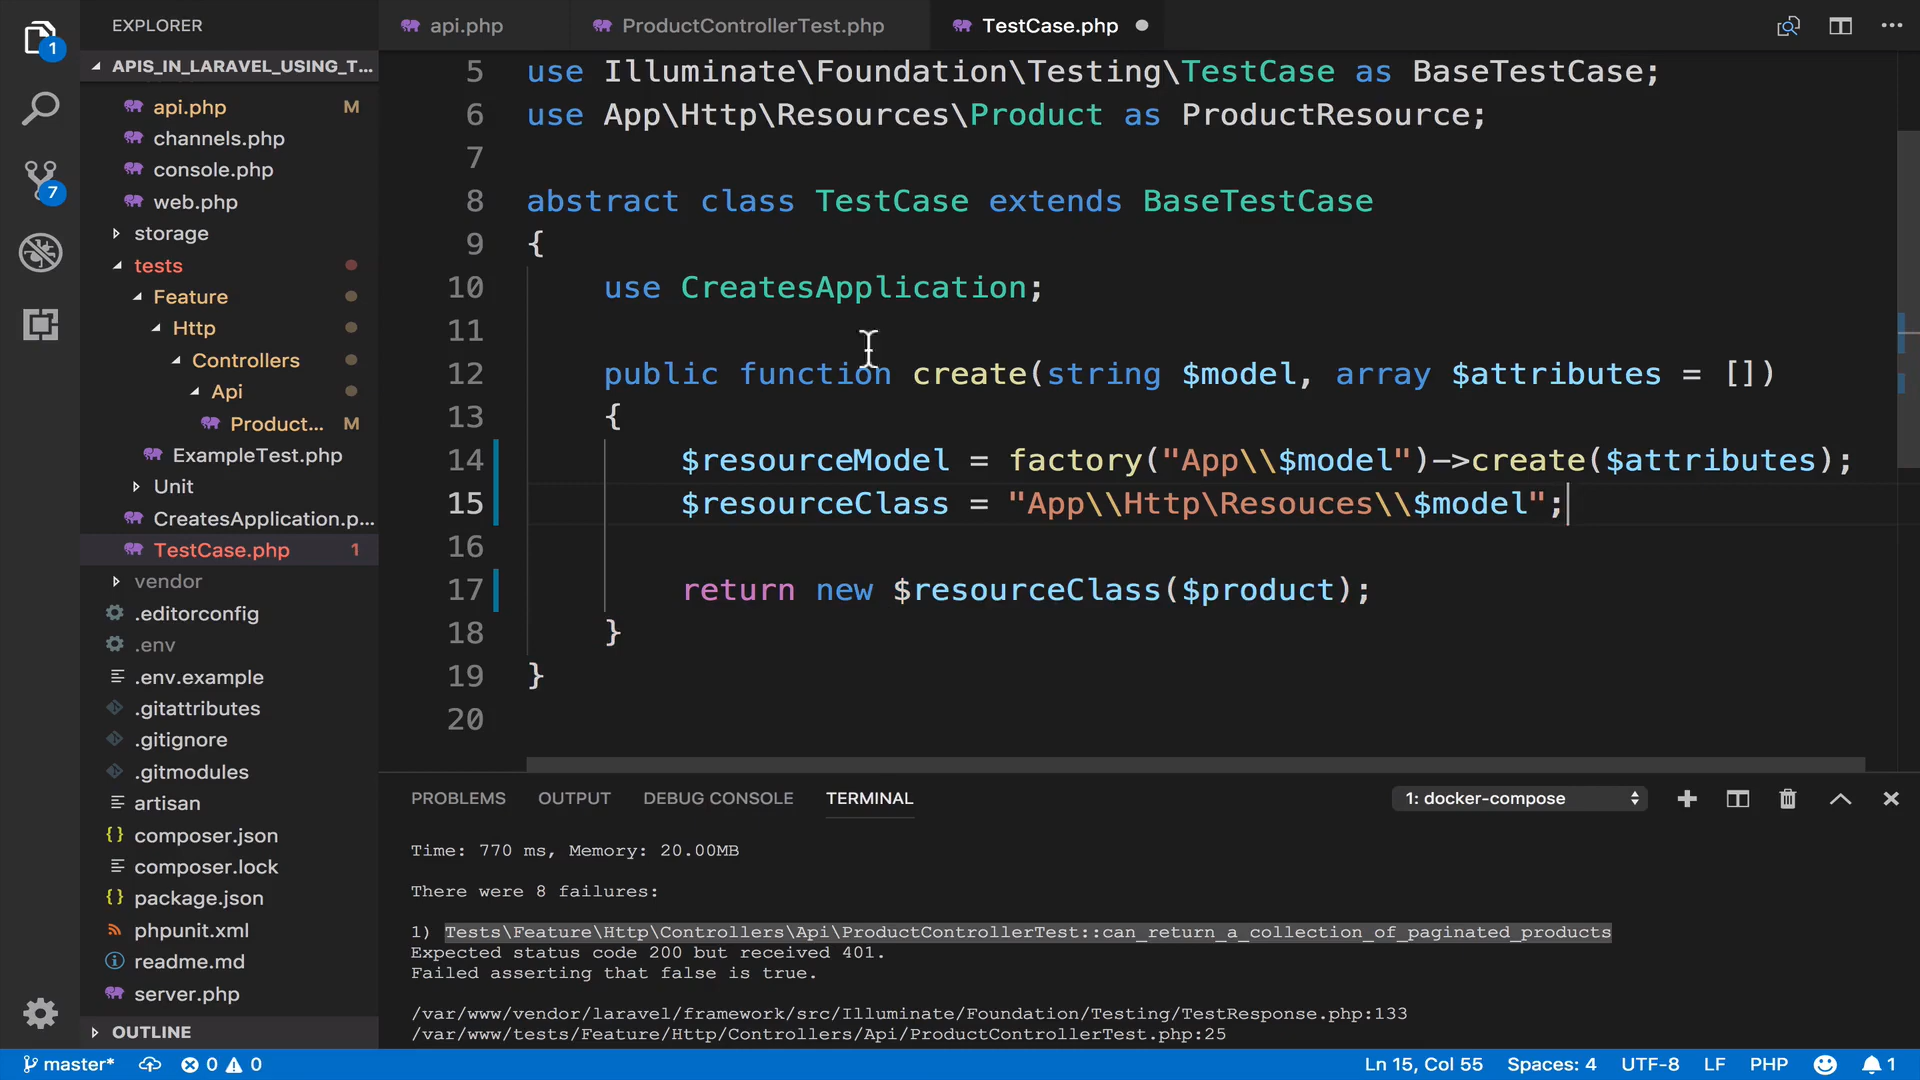 EXPLORER
api.php
ProductControllerTest.php
TestCase.php
1
APIS_IN_LARAVEL_USING_T...
api.php M
channels.php
console.php
web.php
7
storage
tests
Feature
Http
Controllers
Api
Product... M
ExampleTest.php
Unit
CreatesApplication.p...
TestCase.php 1
vendor
.editorconfig
.env
.env.example
.gitattributes
.gitignore
.gitmodules
artisan
composer.json
composer.lock
package.json
phpunit.xml
readme.md
server.php
OUTLINE
5 use Illuminate\Foundation\Testing\TestCase as BaseTestCase;
6 use App\Http\Resources\Product as ProductResource;
7
8 abstract class TestCase extends BaseTestCase
9 {
10 use CreatesApplication;
11
12 public function create(string $model, array $attributes = [])
13 {
14 $resourceModel = factory("App\\$model")->create($attributes);
15 $resourceClass = "App\\Http\Resouces\\$model";
16
17 return new $resourceClass($product);
18 }
19 }
20
PROBLEMS OUTPUT DEBUG CONSOLE TERMINAL
1: docker-compose
Time: 770 ms, Memory: 20.00MB
There were 8 failures:
1) Tests\Feature\Http\Controllers\Api\ProductControllerTest::can_return_a_collection_of_paginated_products
Expected status code 200 but received 401.
Failed asserting that false is true.
/var/www/vendor/laravel/framework/src/Illuminate/Foundation/Testing/TestResponse.php:133
/var/www/tests/Feature/Http/Controllers/Api/ProductControllerTest.php:25
master* 0 0 Ln 15, Col 55 Spaces: 4 UTF-8 LF PHP 1